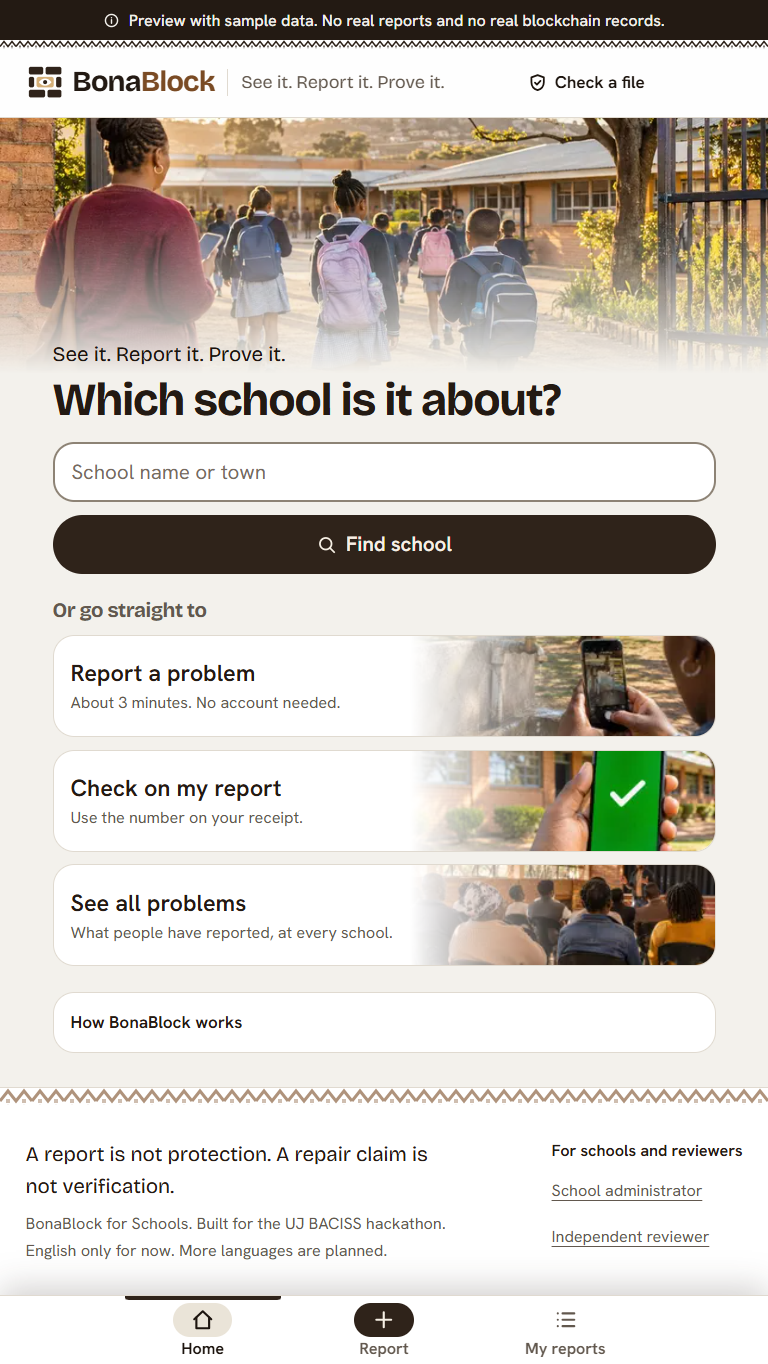 Preview with sample data. No real reports and no real blockchain records.
BonaBlock
See it. Report it. Prove it.
Check a file
See it. Report it. Prove it.
Which school is it about?
School name or town
Find school
Or go straight to
Report a problem
About 3 minutes. No account needed.
Check on my report
Use the number on your receipt.
See all problems
What people have reported, at every school.
How BonaBlock works
A report is not protection. A repair claim is
not verification.
BonaBlock for Schools. Built for the UJ BACISS hackathon.
English only for now. More languages are planned.
For schools and reviewers
School administrator
Independent reviewer
Home
Report
My reports